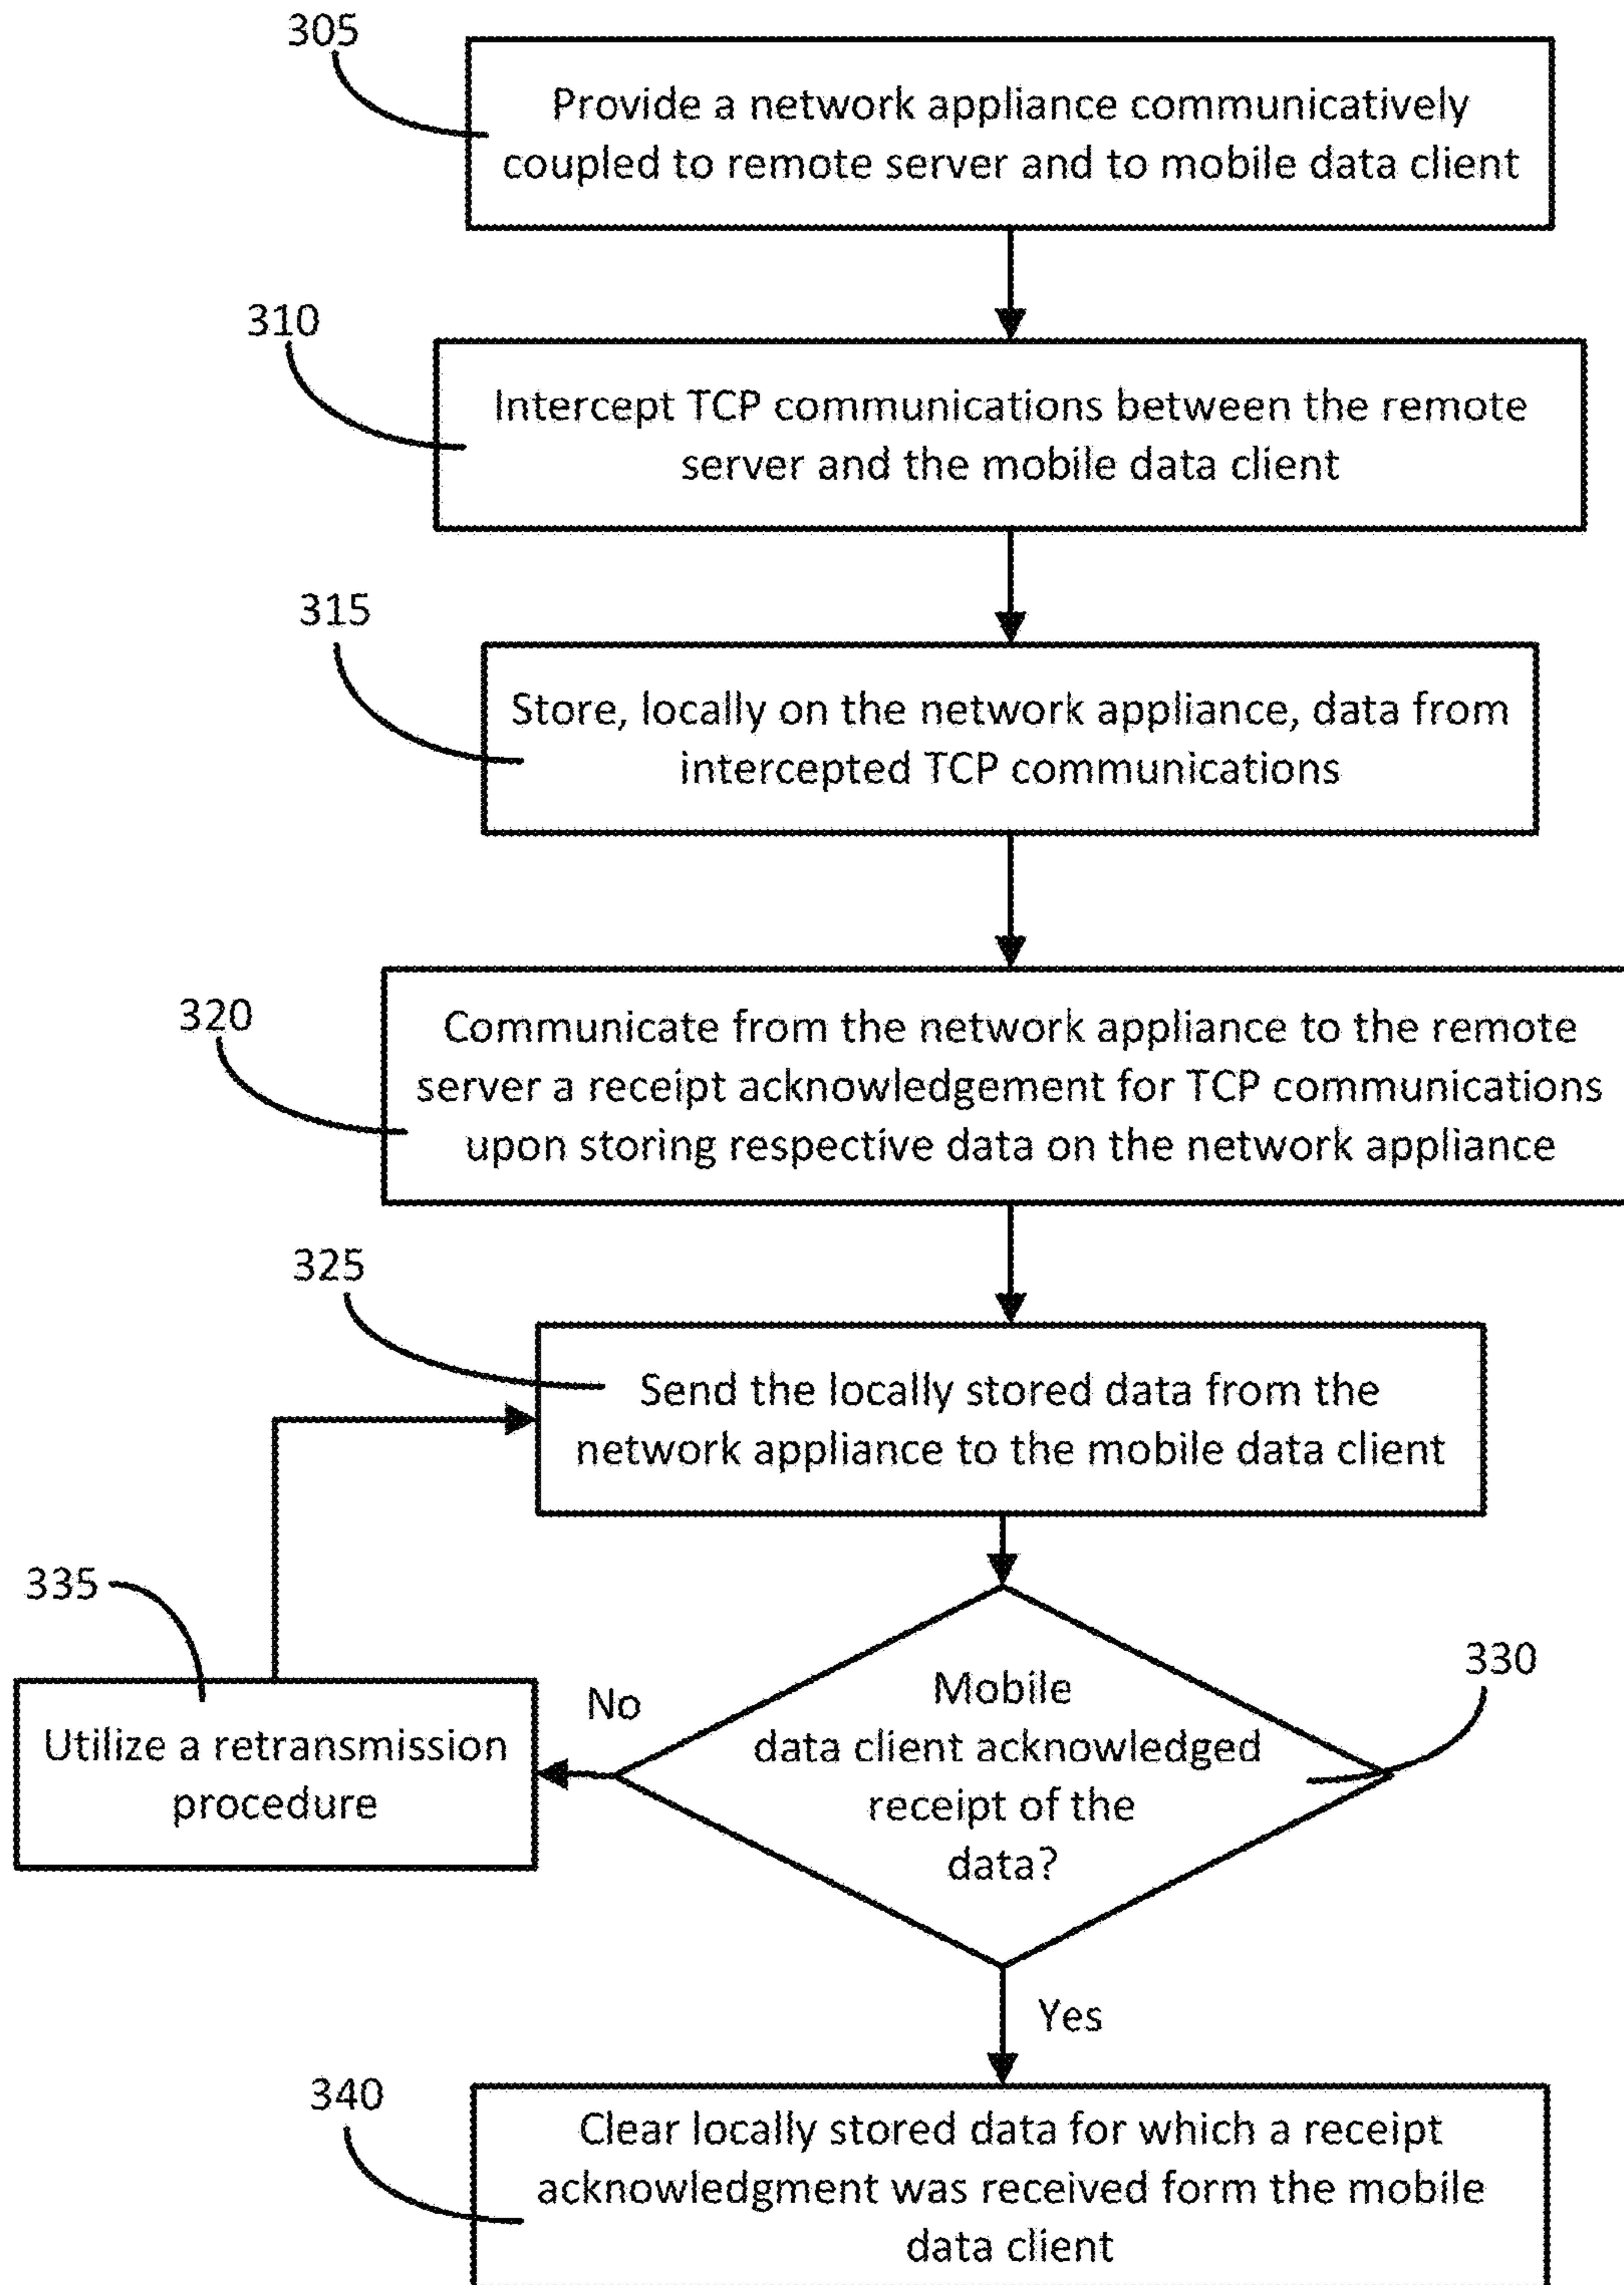 305
Provide a network appliance communicatively
coupled to remote server and to mobile data client
310
Intercept TCP communications between the remote
server and the mobile data client
315
Store, locally on the network appliance, data from
intercepted TCP communications
320
Communicate from the network appliance to the remote
server a receipt acknowledgement for TCP communications
upon storing respective data on the network appliance
325
Send the locally stored data from the
network appliance to the mobile data client
330
Mobile
data client acknowledged
receipt of the
data?
No
335
Utilize a retransmission
procedure
Yes
340
Clear locally stored data for which a receipt
acknowledgment was received form the mobile
data client